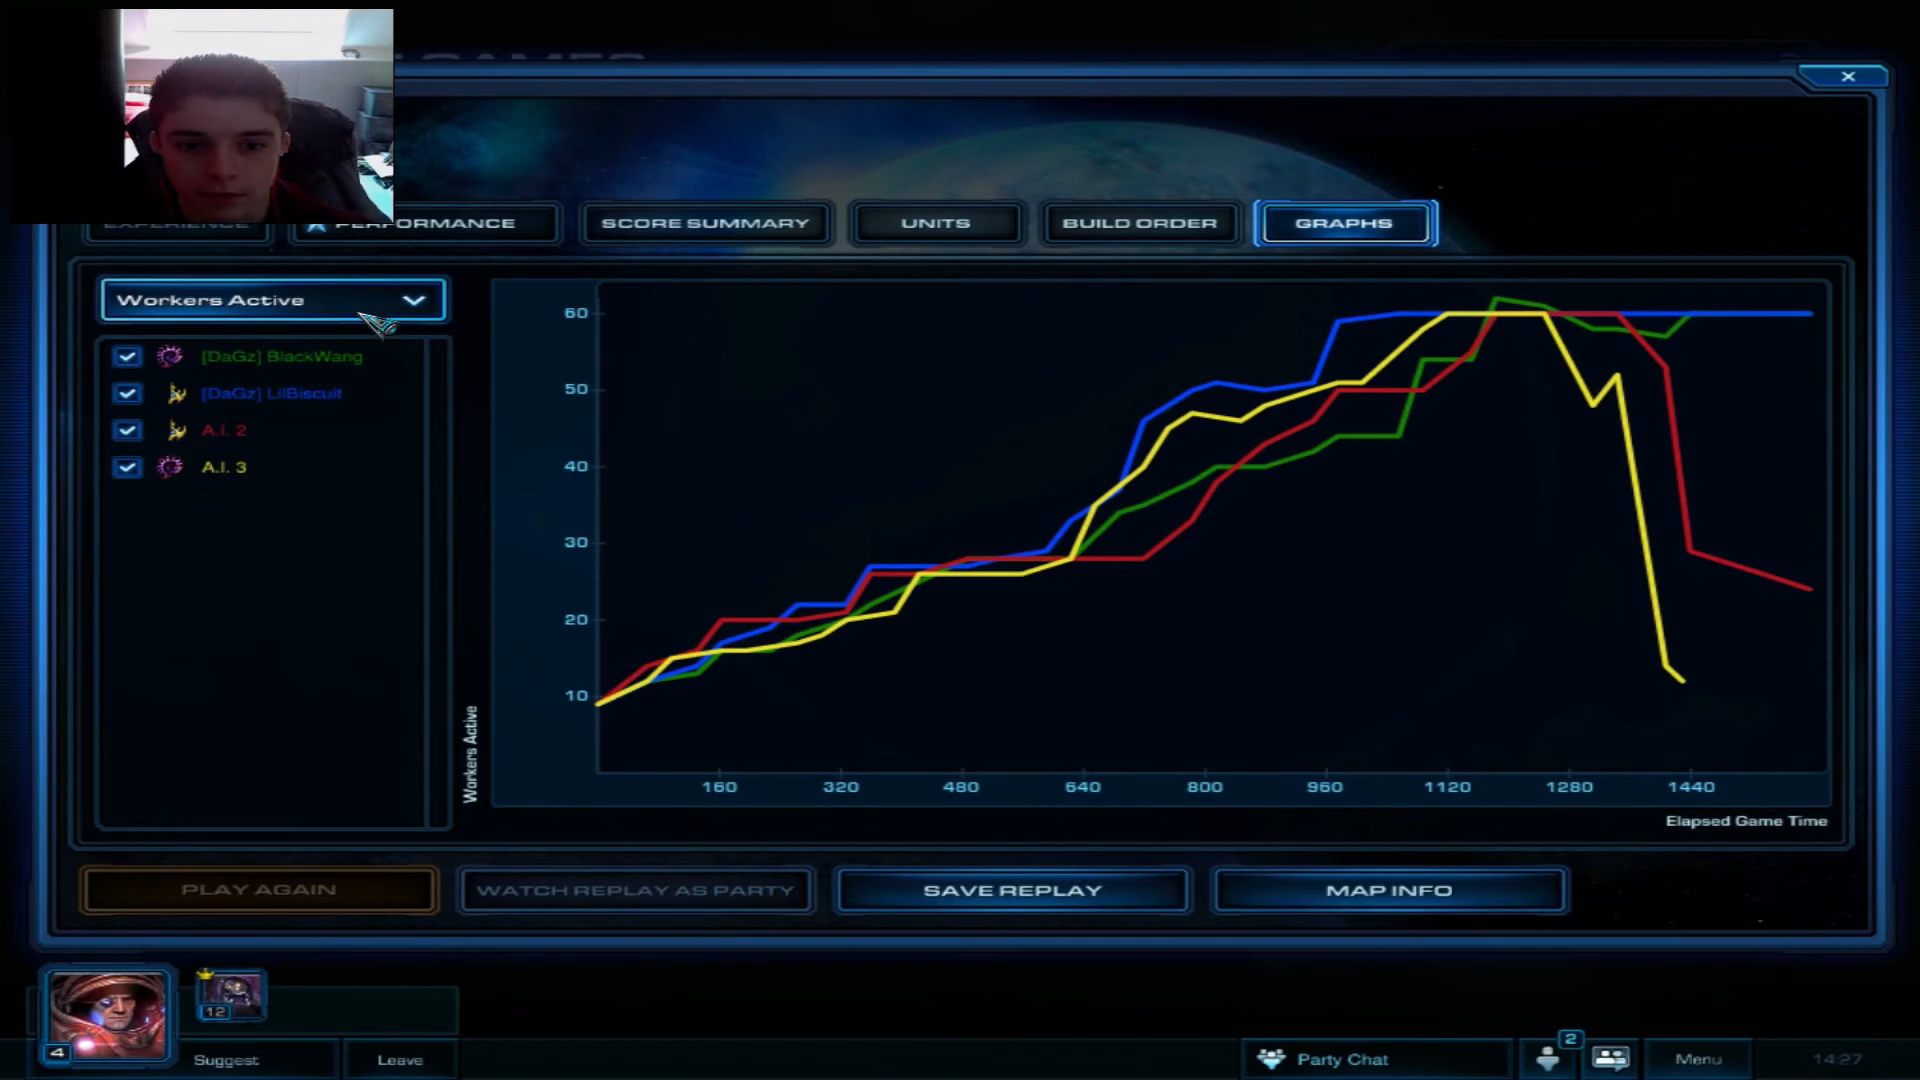 GAMES
EXPERIENCE
PERFORMANCE
SCORE SUMMARY
UNITS
BUILD ORDER
GRAPHS
Workers Active
[DaGz] BlackWang
[DaGz] LilBiscuit
A.I. 2
A.I. 3
60
50
40
30
20
10
Workers Active
160 320 480 640 800 960 1120 1280 1440
Elapsed Game Time
PLAY AGAIN
WATCH REPLAY AS PARTY
SAVE REPLAY
MAP INFO
12
4
Suggest
Leave
Party Chat
2
Menu
14:27